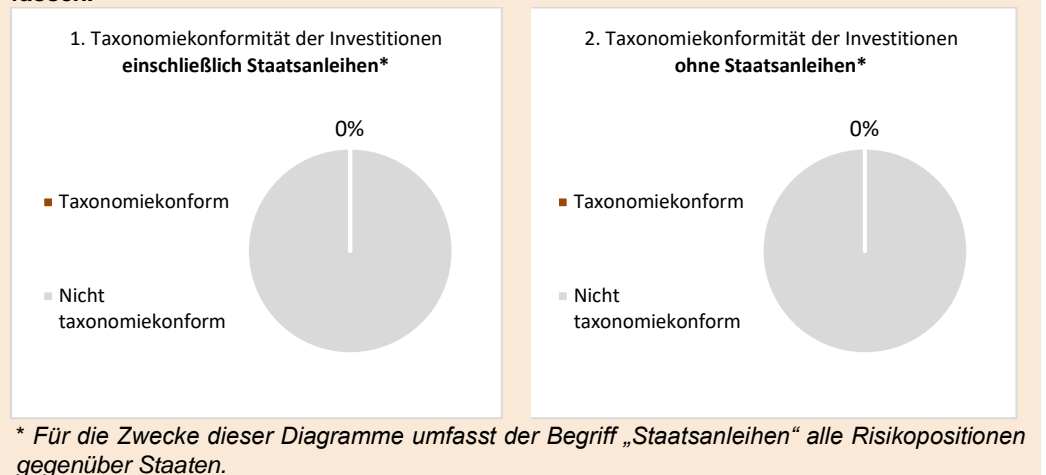 1. Taxonomiekonformität der Investitionen
einschließlich Staatsanleihen*
0%
Taxonomiekonform
Nicht
taxonomiekonform
2. Taxonomiekonformität der Investitionen
ohne Staatsanleihen*
0%
Taxonomiekonform
Nicht
taxonomiekonform
* Für die Zwecke dieser Diagramme umfasst der Begriff „Staatsanleihen“ alle Risikopositionen
gegenüber Staaten.